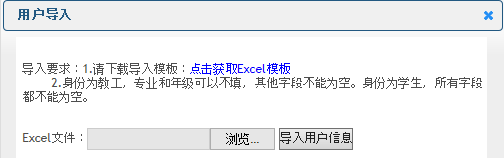 用户导入
导入要求：1.请下载导入模板：点击获取Excel模板
2.身份为教工，专业和年级可以不填，其他字段不能为空。身份为学生，所有字段
都不能为空。
Excel文件： 浏览... 导入用户信息